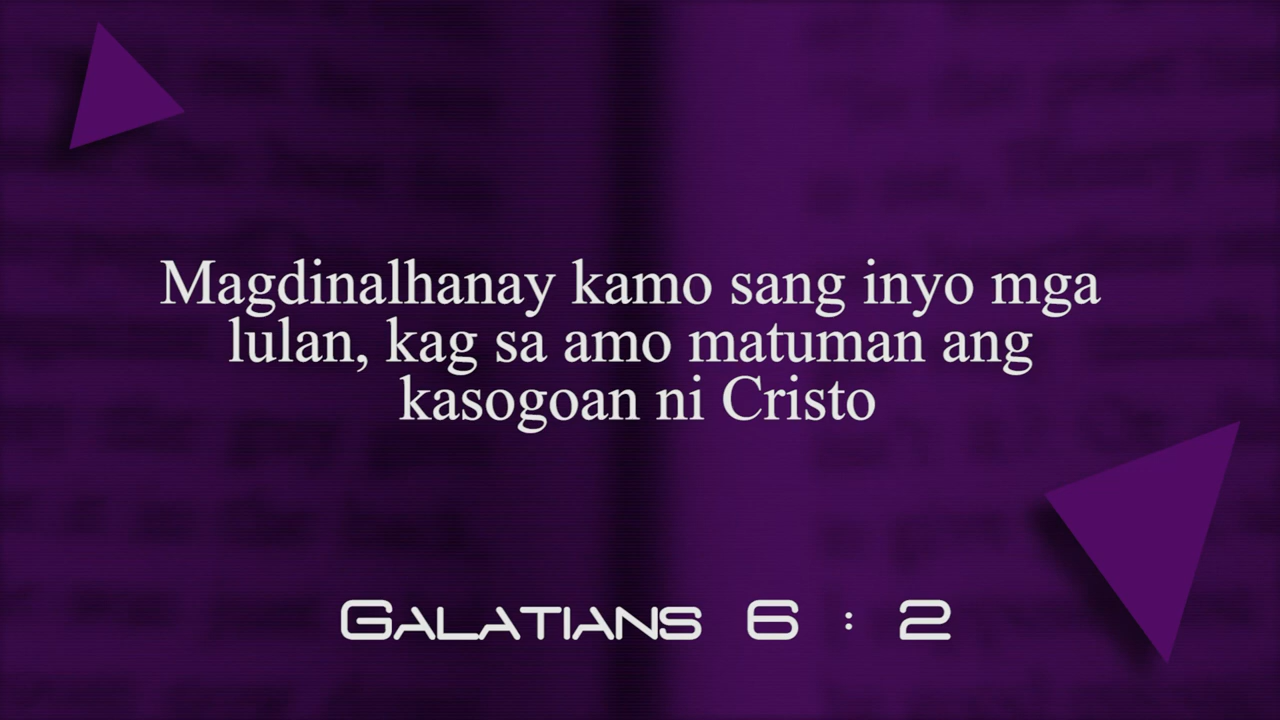 Magdinalhanay kamo sang inyo mga
lulan, kag sa amo matuman ang
kasogoan ni Cristo
Galatians 6 : 2